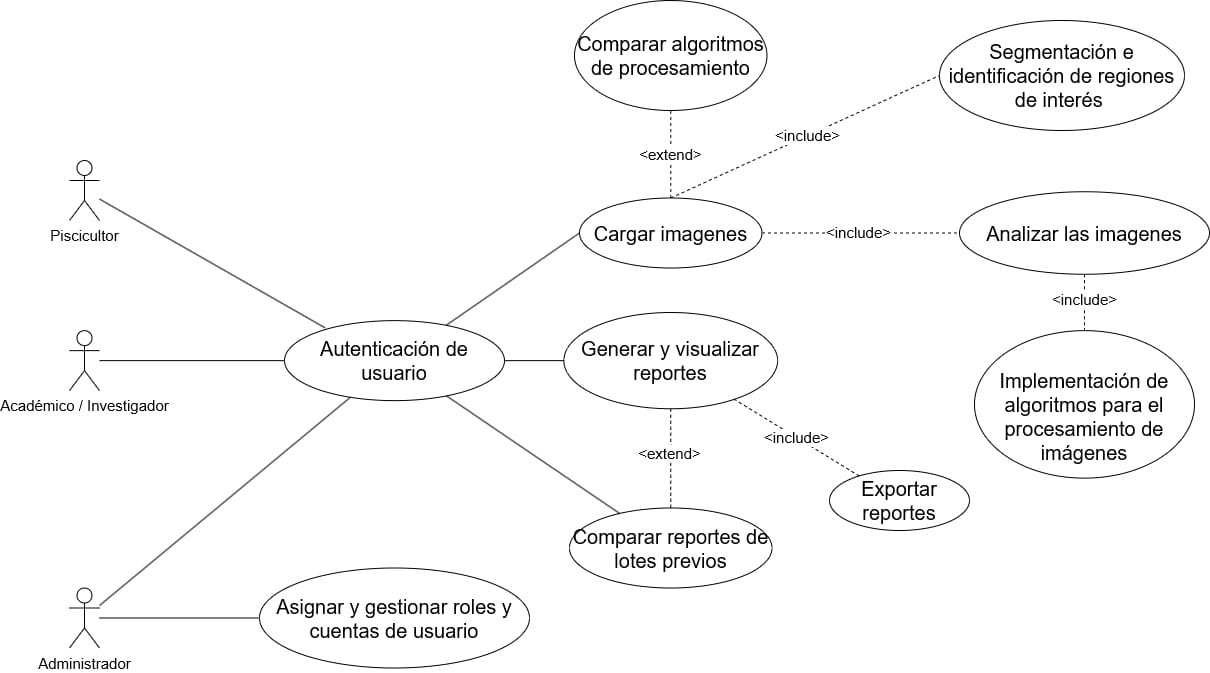 Comparar algoritmos
de procesamiento
Segmentación e
identificación de regiones
de interés
<include>
<extend>
Piscicultor
Cargar imagenes
<include>
Analizar las imagenes
<include>
Autenticación de
usuario
Generar y visualizar
reportes
Académico / Investigador
Implementación de
algoritmos para el
procesamiento de
imágenes
<include>
<extend>
Exportar
reportes
Comparar reportes de
lotes previos
Asignar y gestionar roles y
cuentas de usuario
Administrador